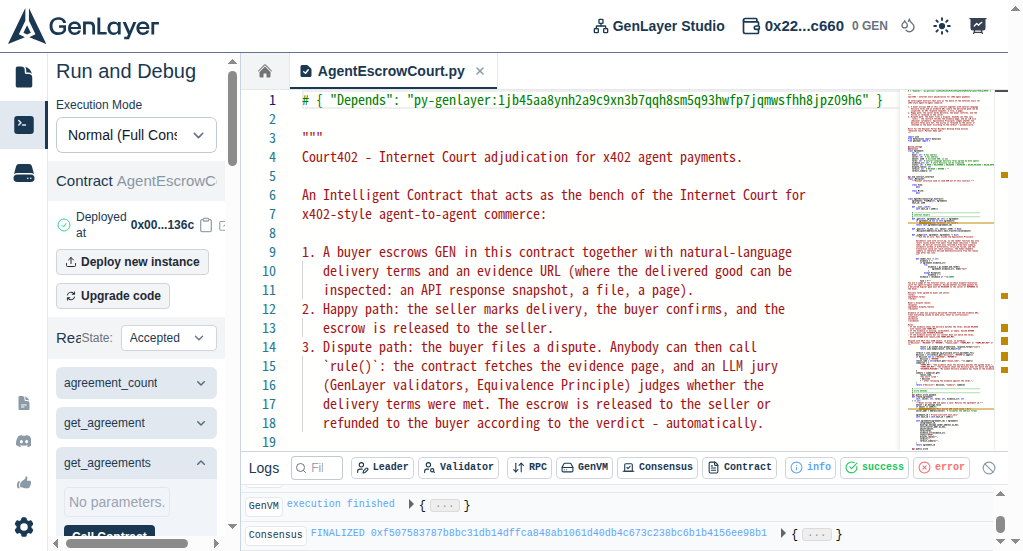 GenLayer
GenLayer Studio
0x22...c660
0 GEN
Run and Debug
Execution Mode
Normal (Full Cons
Contract AgentEscrowC
Deployed at 0x00...136c
Deploy new instance
Upgrade code
Rea
State:
Accepted
agreement_count
get_agreement
get_agreements
No parameters.
Call Contract
AgentEscrowCourt.py
1 # { "Depends": "py-genlayer:1jb45aa8ynh2a9c9xn3b7qqh8sm5q93hwfp7jqmwsfhh8jpz09h6" }
2
3 """
4 Court402 - Internet Court adjudication for x402 agent payments.
5
6 An Intelligent Contract that acts as the bench of the Internet Court for
7 x402-style agent-to-agent commerce:
8
9 1. A buyer escrows GEN in this contract together with natural-language
10 delivery terms and an evidence URL (where the delivered good can be
11 inspected: an API response snapshot, a file, a page).
12 2. Happy path: the seller marks delivery, the buyer confirms, and the
13 escrow is released to the seller.
14 3. Dispute path: the buyer files a dispute. Anybody can then call
15 `rule()`: the contract fetches the evidence page, and an LLM jury
16 (GenLayer validators, Equivalence Principle) judges whether the
17 delivery terms were met. The escrow is released to the seller or
18 refunded to the buyer according to the verdict - automatically.
19
Logs
Fil
Leader
Validator
RPC
GenVM
Consensus
Contract
info
success
error
GenVM execution finished { ... }
Consensus FINALIZED 0xf507583787b8bc31db14dffca848ab1061d40db4c673c238bc6b1b4156ee98b1 { ... }